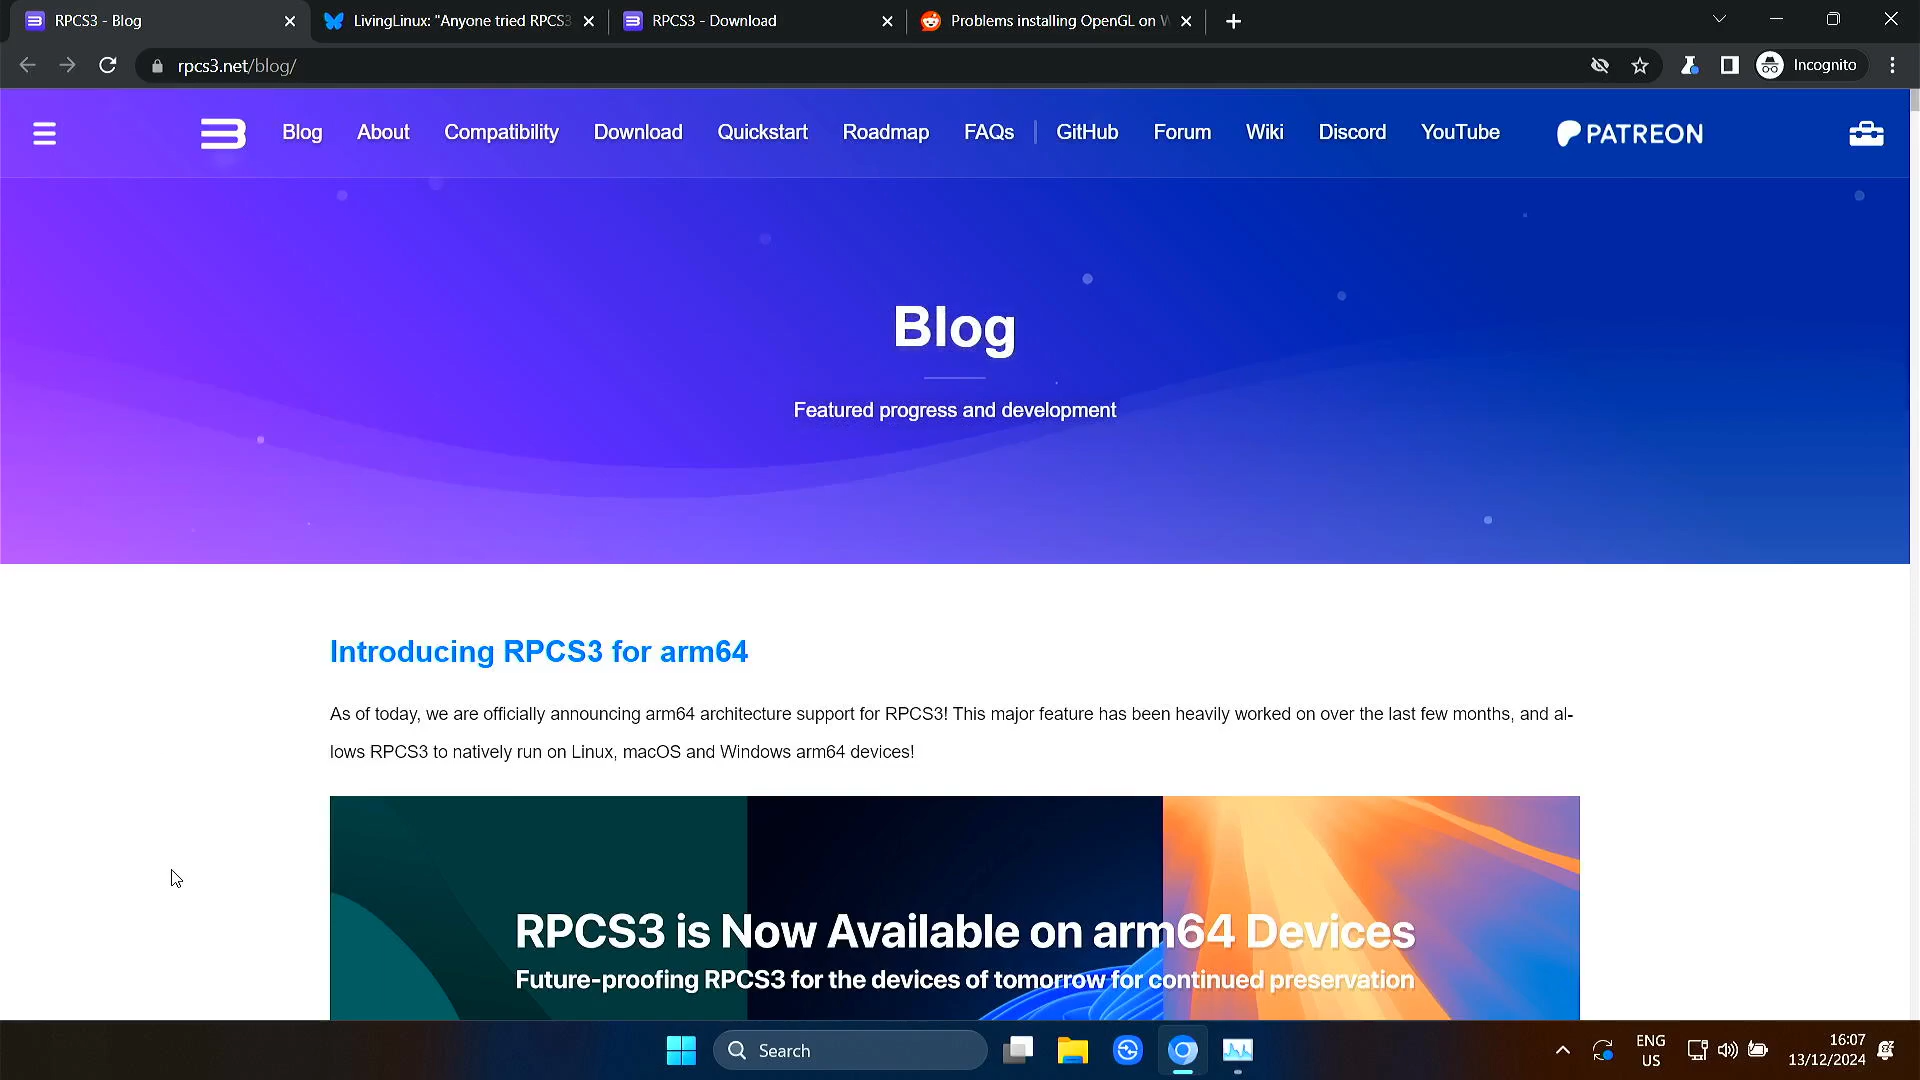 RPCS3 - Blog
LivingLinux: "Anyone tried RPCS3
RPCS3 - Download
Problems installing OpenGL on W
rpcs3.net/blog/
Incognito
Blog About Compatibility Download Quickstart Roadmap FAQs GitHub Forum Wiki Discord YouTube PATREON
Blog
Featured progress and development
Introducing RPCS3 for arm64
As of today, we are officially announcing arm64 architecture support for RPCS3! This major feature has been heavily worked on over the last few months, and al-
lows RPCS3 to natively run on Linux, macOS and Windows arm64 devices!
RPCS3 is Now Available on arm64 Devices
Future-proofing RPCS3 for the devices of tomorrow for continued preservation
Search
ENG
US
16:07
13/12/2024